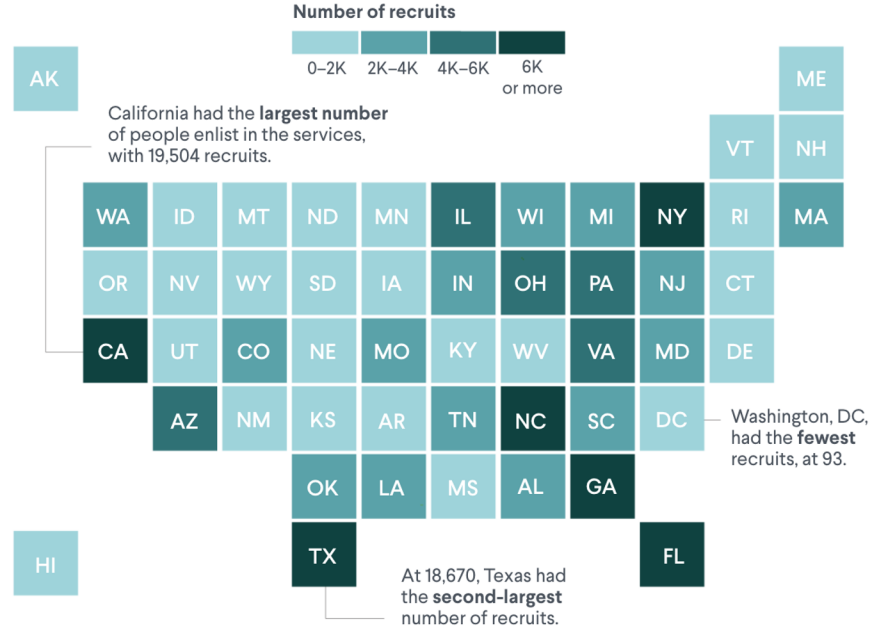 Number of recruits
0–2K 2K–4K 4K–6K 6K
or more
AK
ME
California had the largest number
of people enlist in the services,
with 19,504 recruits.
VT NH
WA ID MT ND MN IL WI MI NY RI MA
OR NV WY SD IA IN OH PA NJ CT
CA UT CO NE MO KY WV VA MD DE
AZ NM KS AR TN NC SC DC
Washington, DC,
had the fewest
recruits, at 93.
OK LA MS AL GA
HI
TX FL
At 18,670, Texas had
the second-largest
number of recruits.